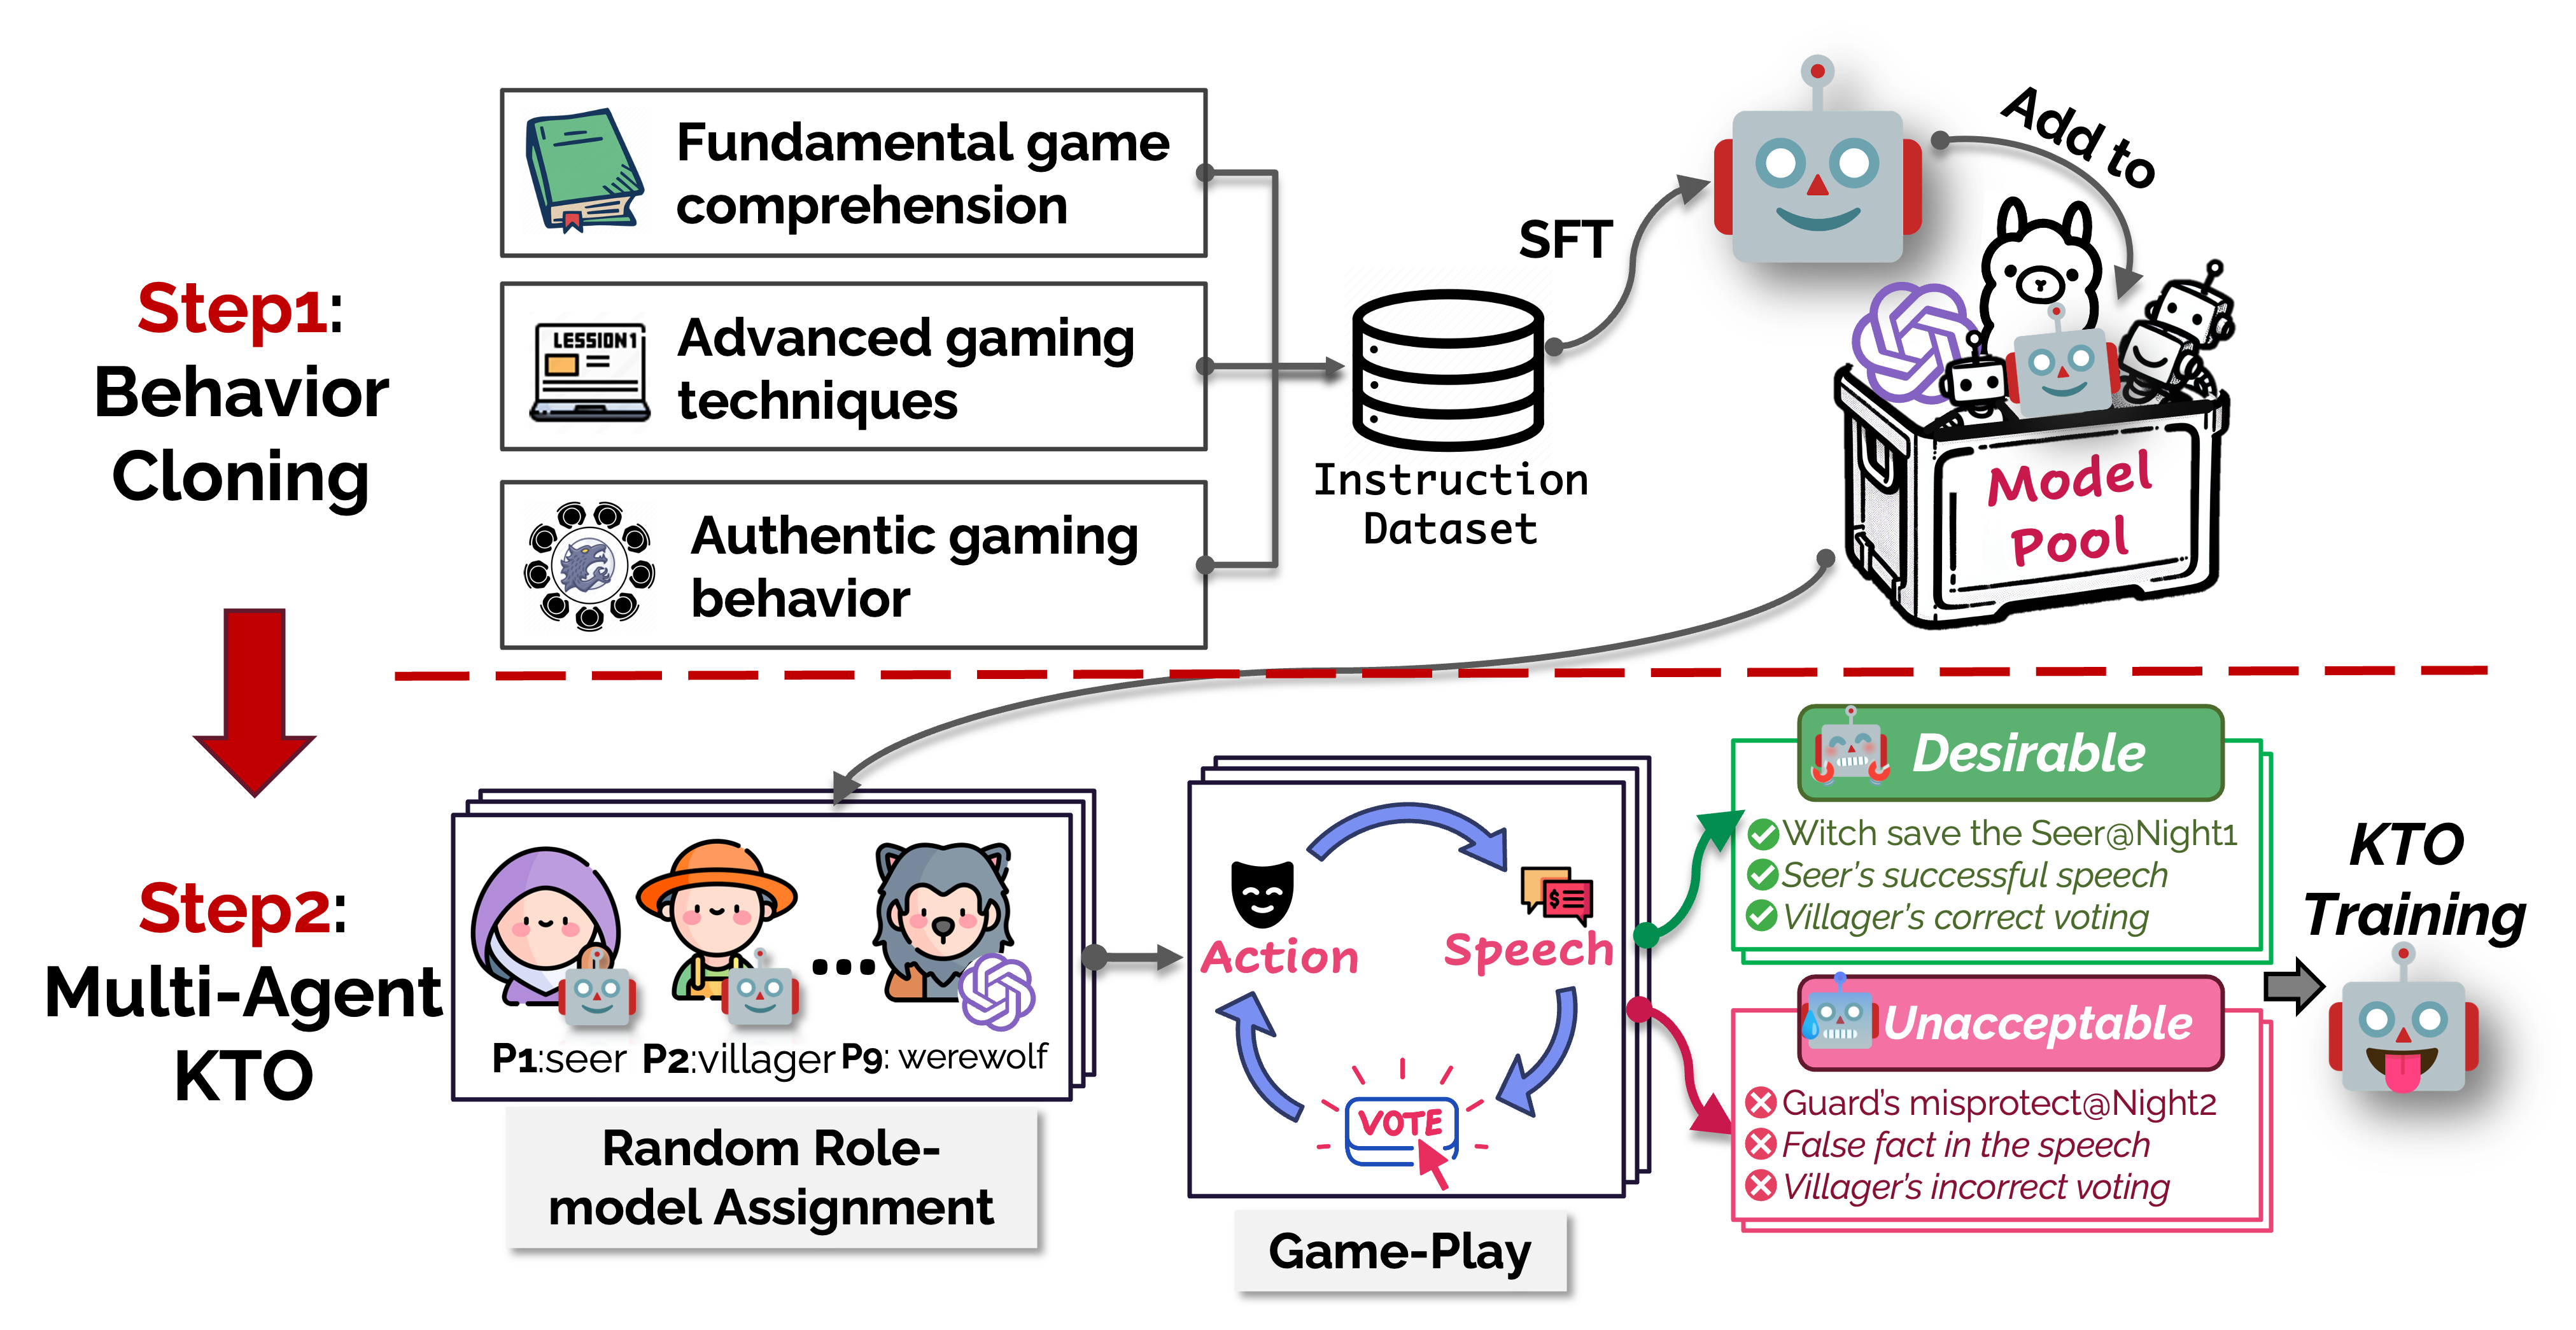 Step1:
Behavior
Cloning
Fundamental game
comprehension
LESSION1
Advanced gaming
techniques
Authentic gaming
behavior
Instruction
Dataset
SFT
Add to
Model
Pool
Step2:
Multi-Agent
KTO
P1:seer P2:villager P9: werewolf
...
Random Role-
model Assignment
Action
Speech
VOTE
Game-Play
Desirable
Witch save the Seer@Night1
Seer's successful speech
Villager's correct voting
Unacceptable
Guard's misprotect@Night2
False fact in the speech
Villager's incorrect voting
KTO
Training